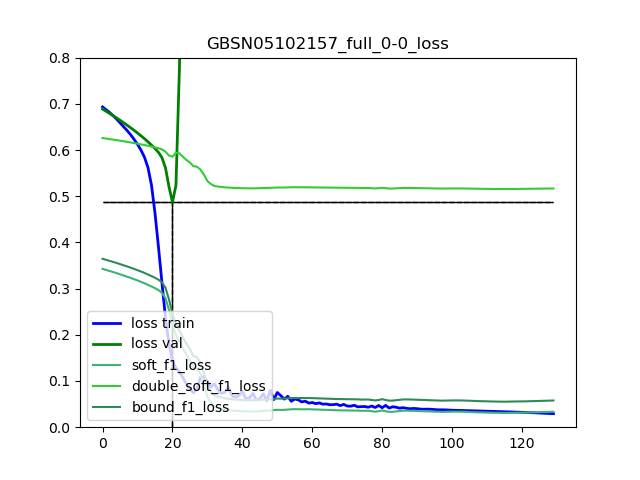 GBSN05102157_full_0-0_loss
0.8
0.7
0.6
0.5
0.4
0.3
0.2
0.1
0.0
loss train
loss val
soft_f1_loss
double_soft_f1_loss
bound_f1_loss
0 20 40 60 80 100 120